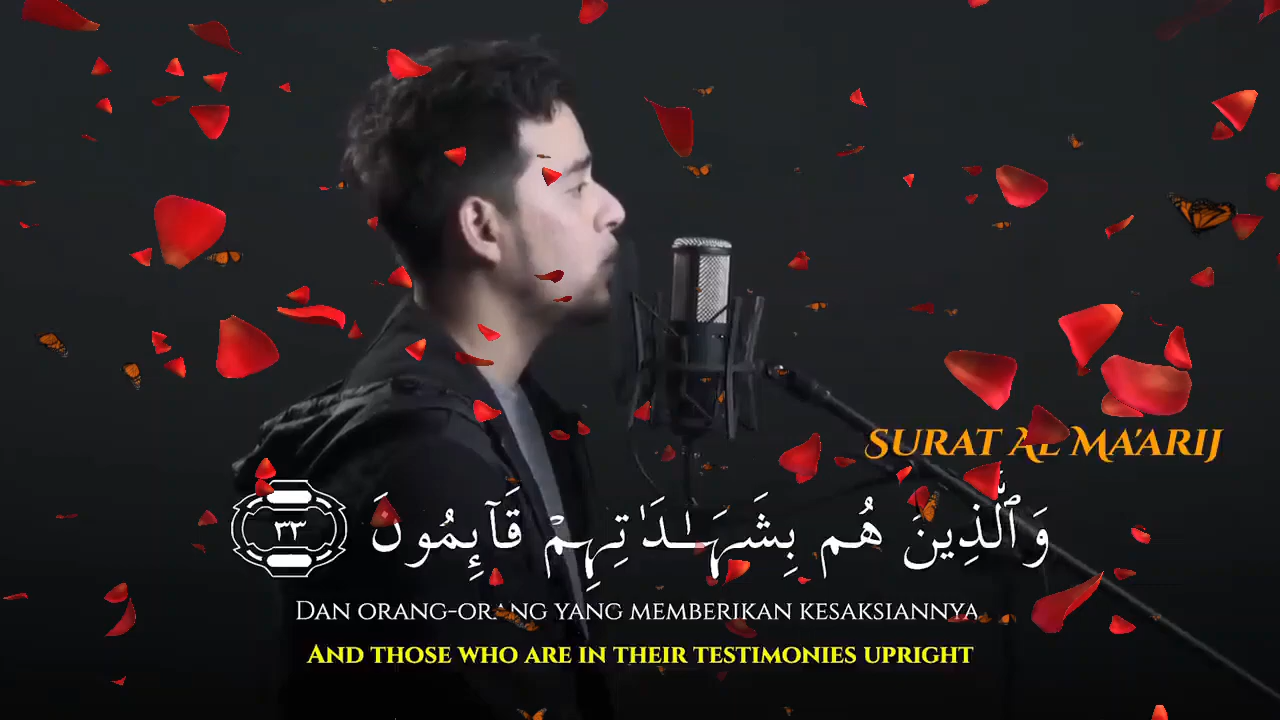 SURAT AL MA'ARIJ
وَٱلَّذِينَ هُم بِشَهَـٰدَٰتِهِمْ قَآئِمُونَ ٣٣
DAN ORANG-ORANG YANG MEMBERIKAN KESAKSIANNYA
AND THOSE WHO ARE IN THEIR TESTIMONIES UPRIGHT